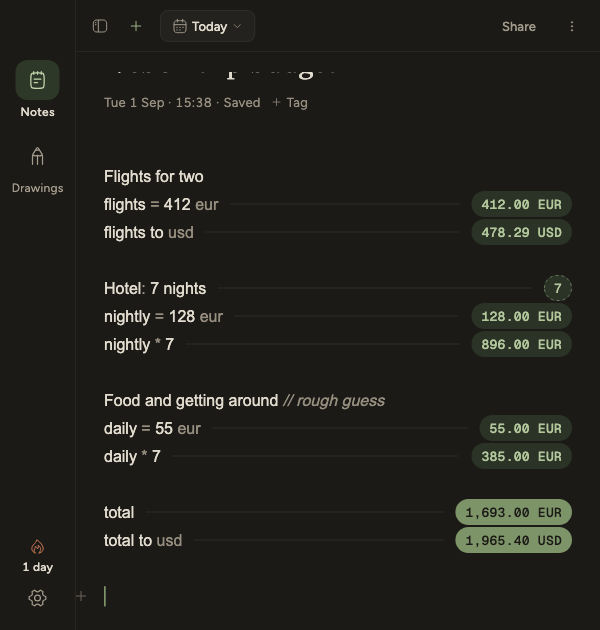 Today
Share
Notes
Drawings
Tue 1 Sep · 15:38 · Saved + Tag
Flights for two
flights = 412 eur 412.00 EUR
flights to usd 478.29 USD
Hotel: 7 nights 7
nightly = 128 eur 128.00 EUR
nightly * 7 896.00 EUR
Food and getting around // rough guess
daily = 55 eur 55.00 EUR
daily * 7 385.00 EUR
total 1,693.00 EUR
total to usd 1,965.40 USD
1 day